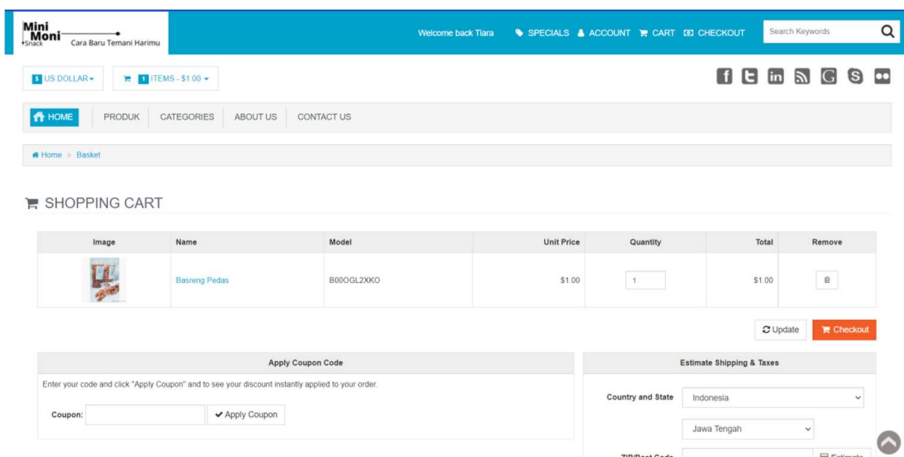 Mini
Moni
Snack
Cara Baru Temani Harimu
Welcome back Tiara SPECIALS ACCOUNT CART CHECKOUT Search Keywords
$ US DOLLAR 1 ITEMS - $1.00
HOME PRODUK CATEGORIES ABOUT US CONTACT US
Home > Basket
SHOPPING CART
Image Name Model Unit Price Quantity Total Remove
Basreng Pedas B00OGL2XKO $1.00 1 $1.00
Update Checkout
Apply Coupon Code
Enter your code and click "Apply Coupon" and to see your discount instantly applied to your order.
Coupon: Apply Coupon
Estimate Shipping & Taxes
Country and State Indonesia
Jawa Tengah
ZIP/Post Code Estimate